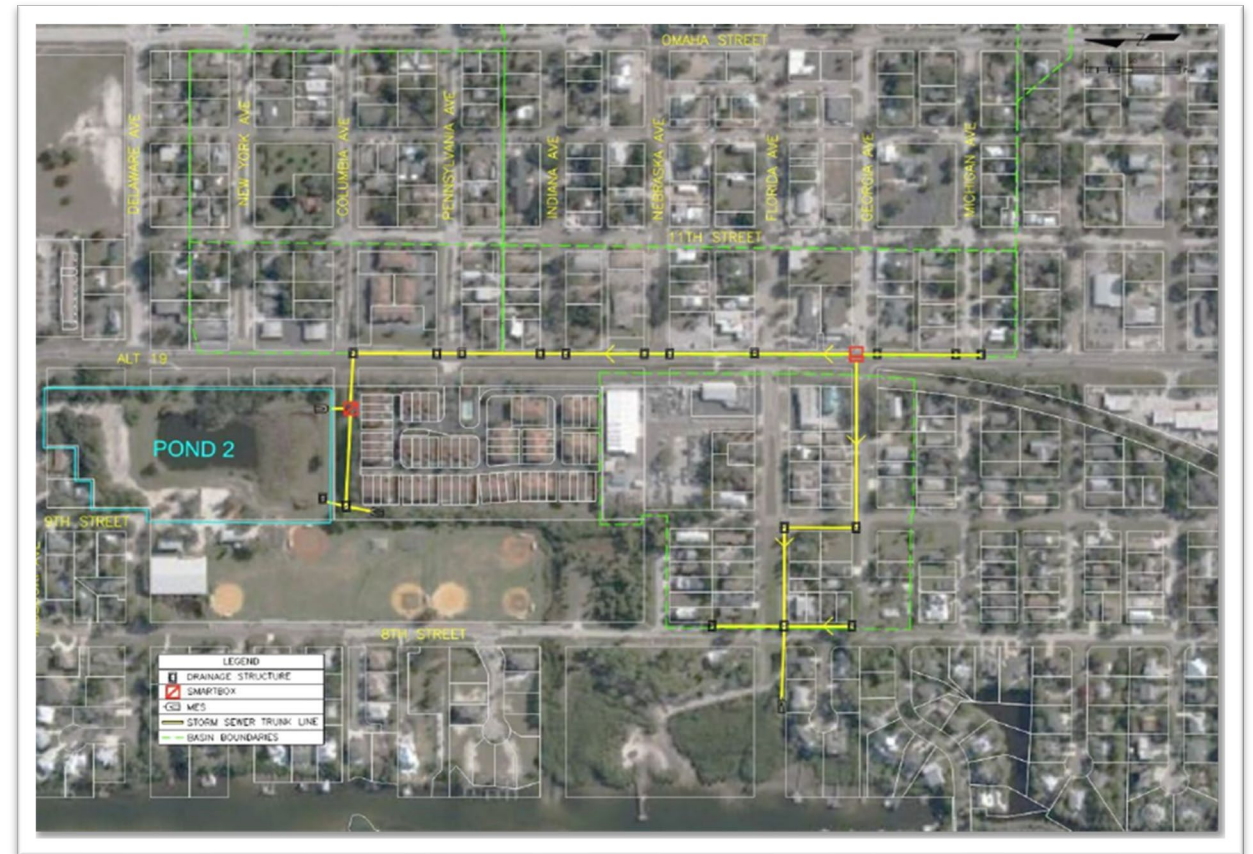 OMAHA STREET
Z
DELAWARE AVE
NEW YORK AVE
COLUMBIA AVE
PENNSYLVANIA AVE
INDIANA AVE
NEBRASKA AVE
FLORIDA AVE
GEORGIA AVE
MICHIGAN AVE
11TH STREET
ALT 19
POND 2
9TH STREET
8TH STREET
LEGEND
DRAINAGE STRUCTURE
SMARTBOX
MES
STORM SEWER TRUNK LINE
BASIN BOUNDARIES